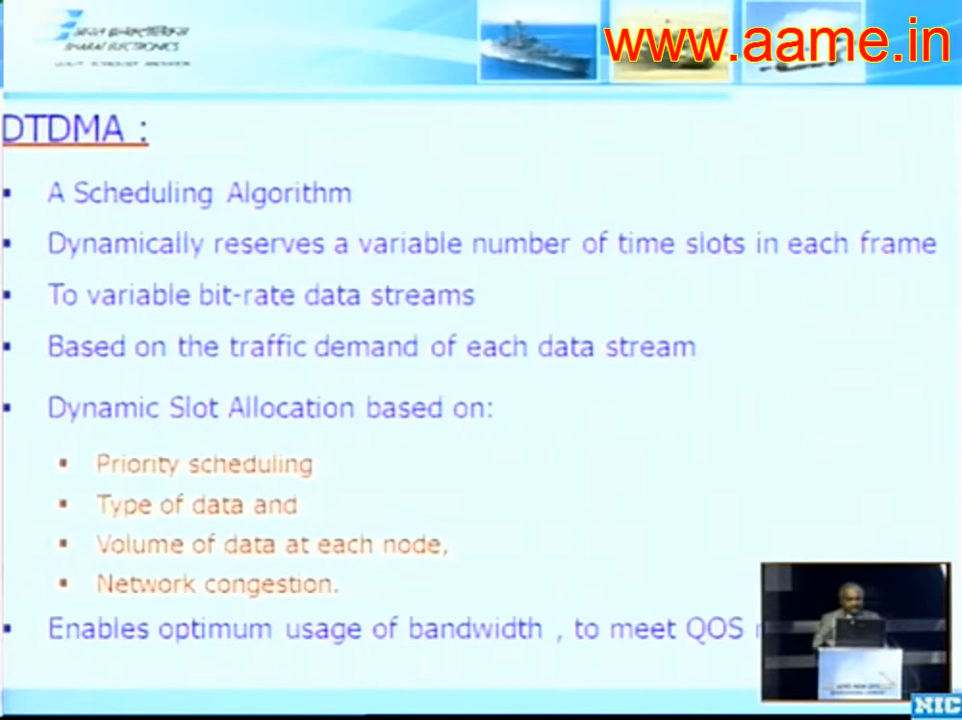 www.aame.in
DTDMA :
▪ A Scheduling Algorithm
▪ Dynamically reserves a variable number of time slots in each frame
▪ To variable bit-rate data streams
▪ Based on the traffic demand of each data stream
▪ Dynamic Slot Allocation based on:
▪ Priority scheduling
▪ Type of data and
▪ Volume of data at each node,
▪ Network congestion.
▪ Enables optimum usage of bandwidth , to meet QOS
NIC